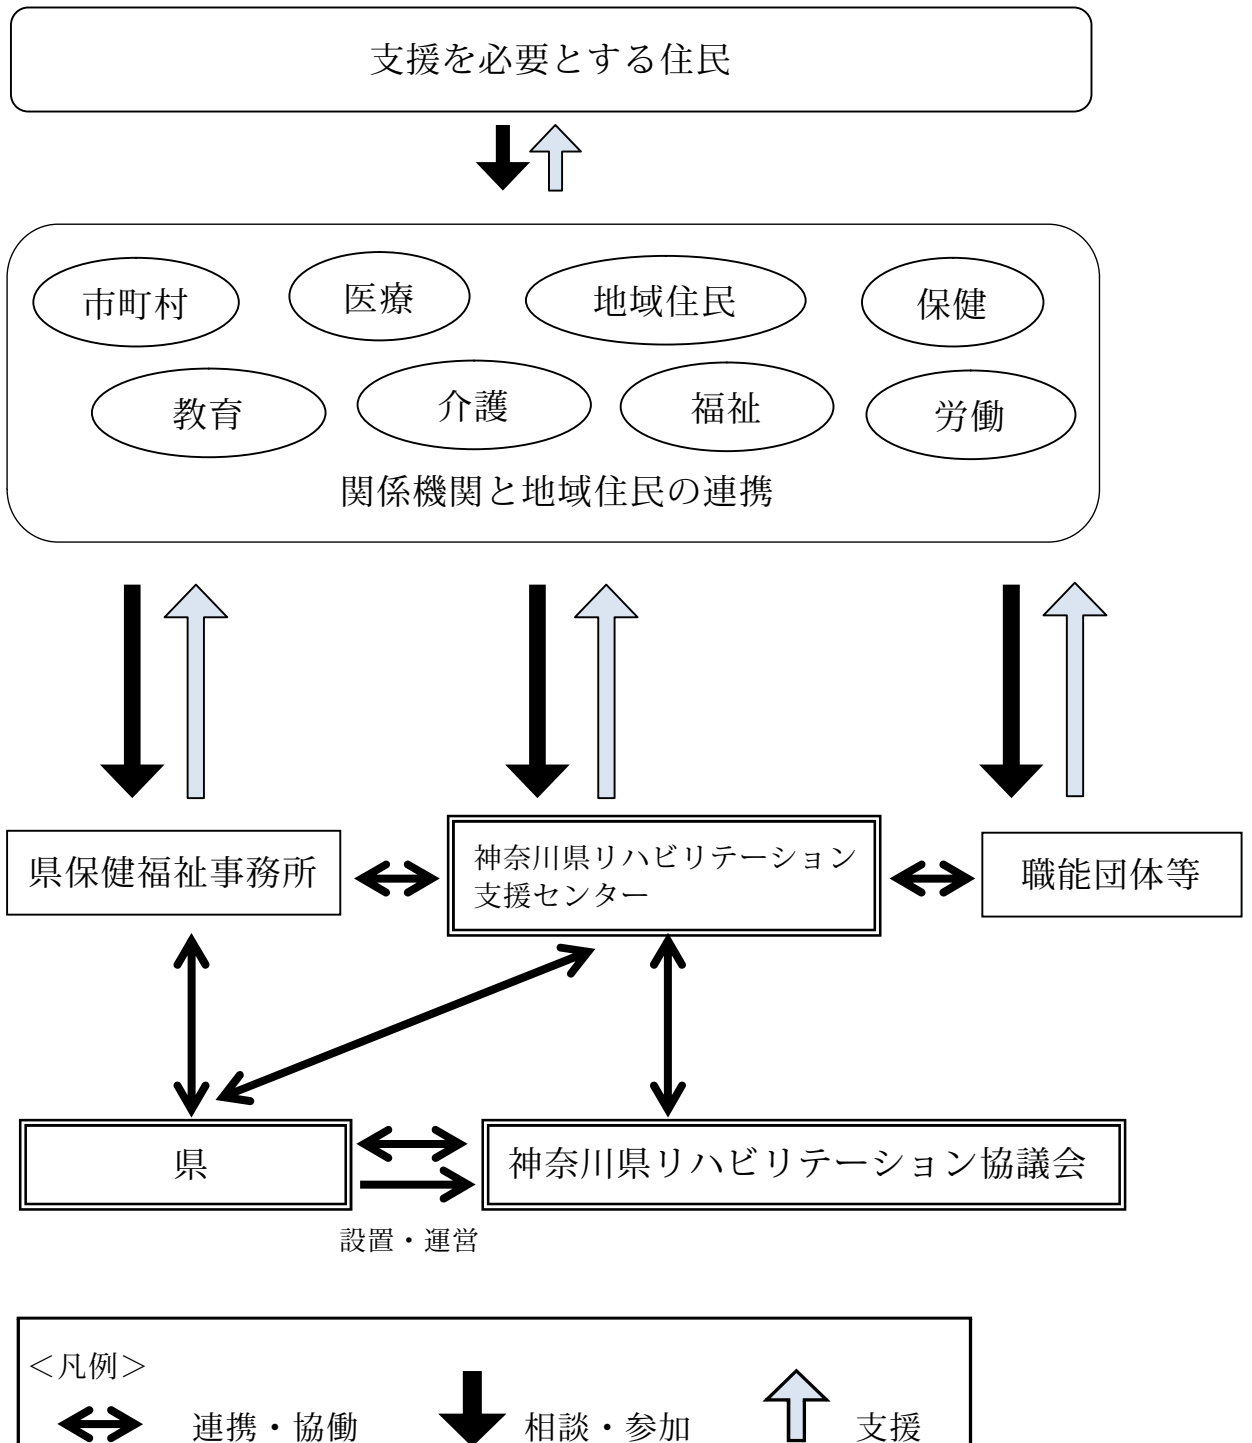 支援を必要とする住民
市町村
医療
地域住民
保健
教育
介護
福祉
労働
関係機関と地域住民の連携
県保健福祉事務所
神奈川県リハビリテーション
支援センター
職能団体等
県
神奈川県リハビリテーション協議会
設置・運営
＜凡例＞
連携・協働
相談・参加
支援